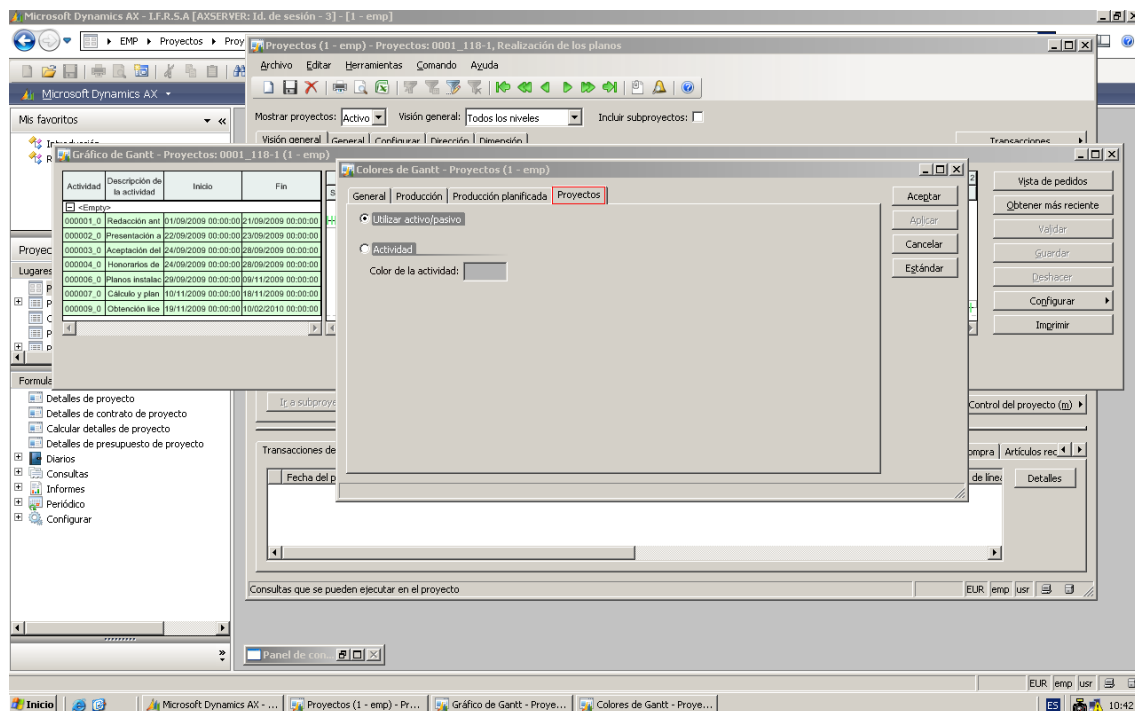 Microsoft Dynamics AX - I.F.R.S.A [AXSERVER: Id. de sesión - 3] - [1 - emp]
EMP Proyectos
Microsoft Dynamics AX
Mis favoritos
Proyectos (1 - emp) - Proyectos: 0001_118-1, Realización de los planos
Archivo Editar Herramientas Comando Ayuda
Mostrar proyectos: Activo Visión general: Todos los niveles Incluir subproyectos:
Visión general General Configurar Dirección Dimensión Transacciones
Gráfico de Gantt - Proyectos: 0001_118-1 (1 - emp)
Actividad Descripción de la actividad Inicio Fin
<Empty>
000001_0 Redacción ant 01/09/2009 00:00:00 21/09/2009 00:00:00
000002_0 Presentación a 22/09/2009 00:00:00 23/09/2009 00:00:00
000003_0 Aceptación del 24/09/2009 00:00:00 28/09/2009 00:00:00
000004_0 Honorarios de 24/09/2009 00:00:00 28/09/2009 00:00:00
000006_0 Planos instalac 29/09/2009 00:00:00 09/11/2009 00:00:00
000007_0 Cálculo y plan 10/11/2009 00:00:00 18/11/2009 00:00:00
000009_0 Obtención lice 19/11/2009 00:00:00 10/02/2010 00:00:00
Vista de pedidos
Obtener más reciente
Validar
Guardar
Deshacer
Configurar
Imprimir
Colores de Gantt - Proyectos (1 - emp)
General Producción Producción planificada Proyectos
Utilizar activo/pasivo
Actividad
Color de la actividad:
Aceptar
Aplicar
Cancelar
Estándar
Proyec
Lugares
Formula
Detalles de proyecto
Detalles de contrato de proyecto
Calcular detalles de proyecto
Detalles de presupuesto de proyecto
Diarios
Consultas
Informes
Periódico
Configurar
Ir a subproye
Control del proyecto (m)
Transacciones de
ompra Artículos rec
Fecha del p
de líne
Detalles
Consultas que se pueden ejecutar en el proyecto
EUR emp usr
Panel de con...
EUR emp usr
Inicio Microsoft Dynamics AX - ... Proyectos (1 - emp) - Pr... Gráfico de Gantt - Proye... Colores de Gantt - Proye... ES 10:42